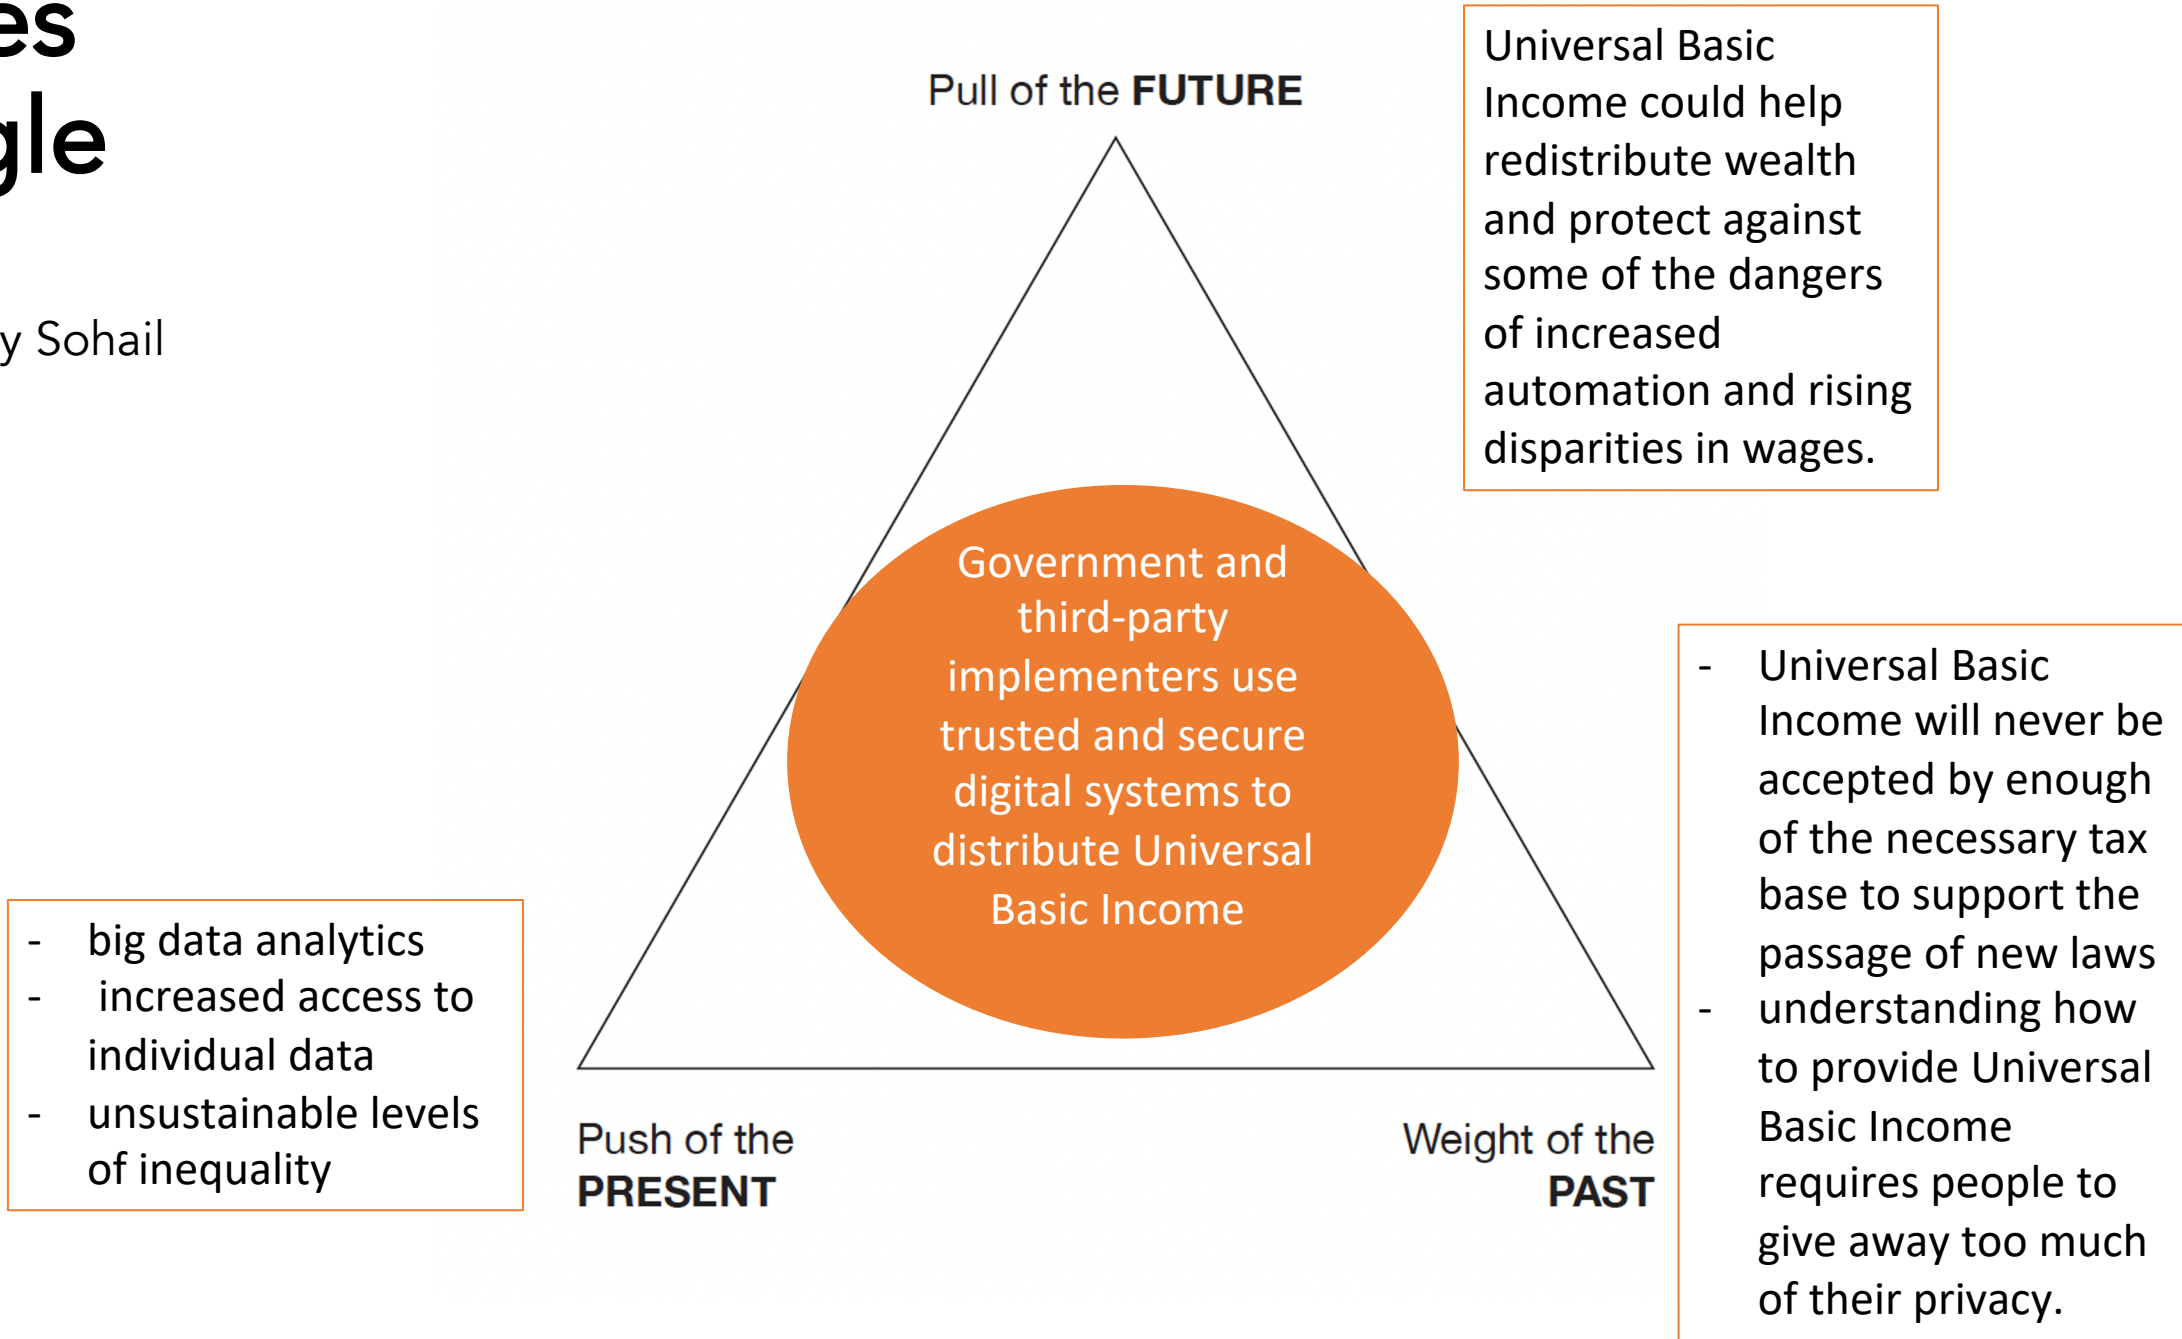 es
gle
y Sohail
Pull of the FUTURE
Universal Basic
Income could help
redistribute wealth
and protect against
some of the dangers
of increased
automation and rising
disparities in wages.
Government and
third-party
implementers use
trusted and secure
digital systems to
distribute Universal
Basic Income
- big data analytics
- increased access to
individual data
- unsustainable levels
of inequality
Push of the
PRESENT
Weight of the
PAST
- Universal Basic
Income will never be
accepted by enough
of the necessary tax
base to support the
passage of new laws
- understanding how
to provide Universal
Basic Income
requires people to
give away too much
of their privacy.